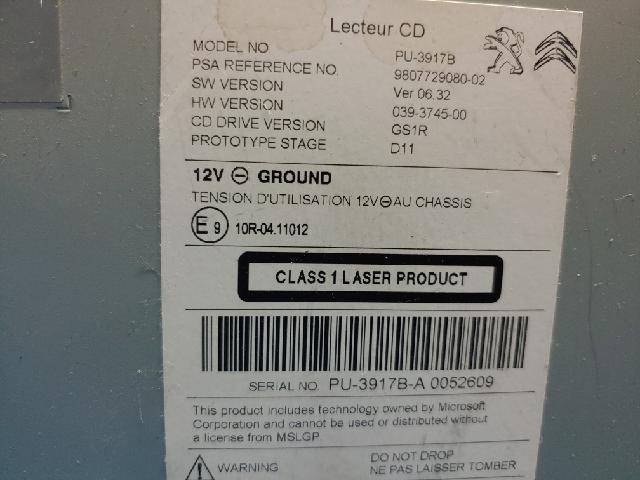 Lecteur CD
MODEL NO PU-3917B
PSA REFERENCE NO. 9807729080-02
SW VERSION Ver 06.32
HW VERSION 039-3745-00
CD DRIVE VERSION GS1R
PROTOTYPE STAGE D11
12V ⊖ GROUND
TENSION D'UTILISATION 12V⊖AU CHASSIS
E9 10R-04.11012
CLASS 1 LASER PRODUCT
SERIAL NO. PU-3917B-A 0052609
This product includes technology owned by Microsoft
Corporation and cannot be used or distributed without
a license from MSLGP
WARNING DO NOT DROP
NE PAS LAISSER TOMBER